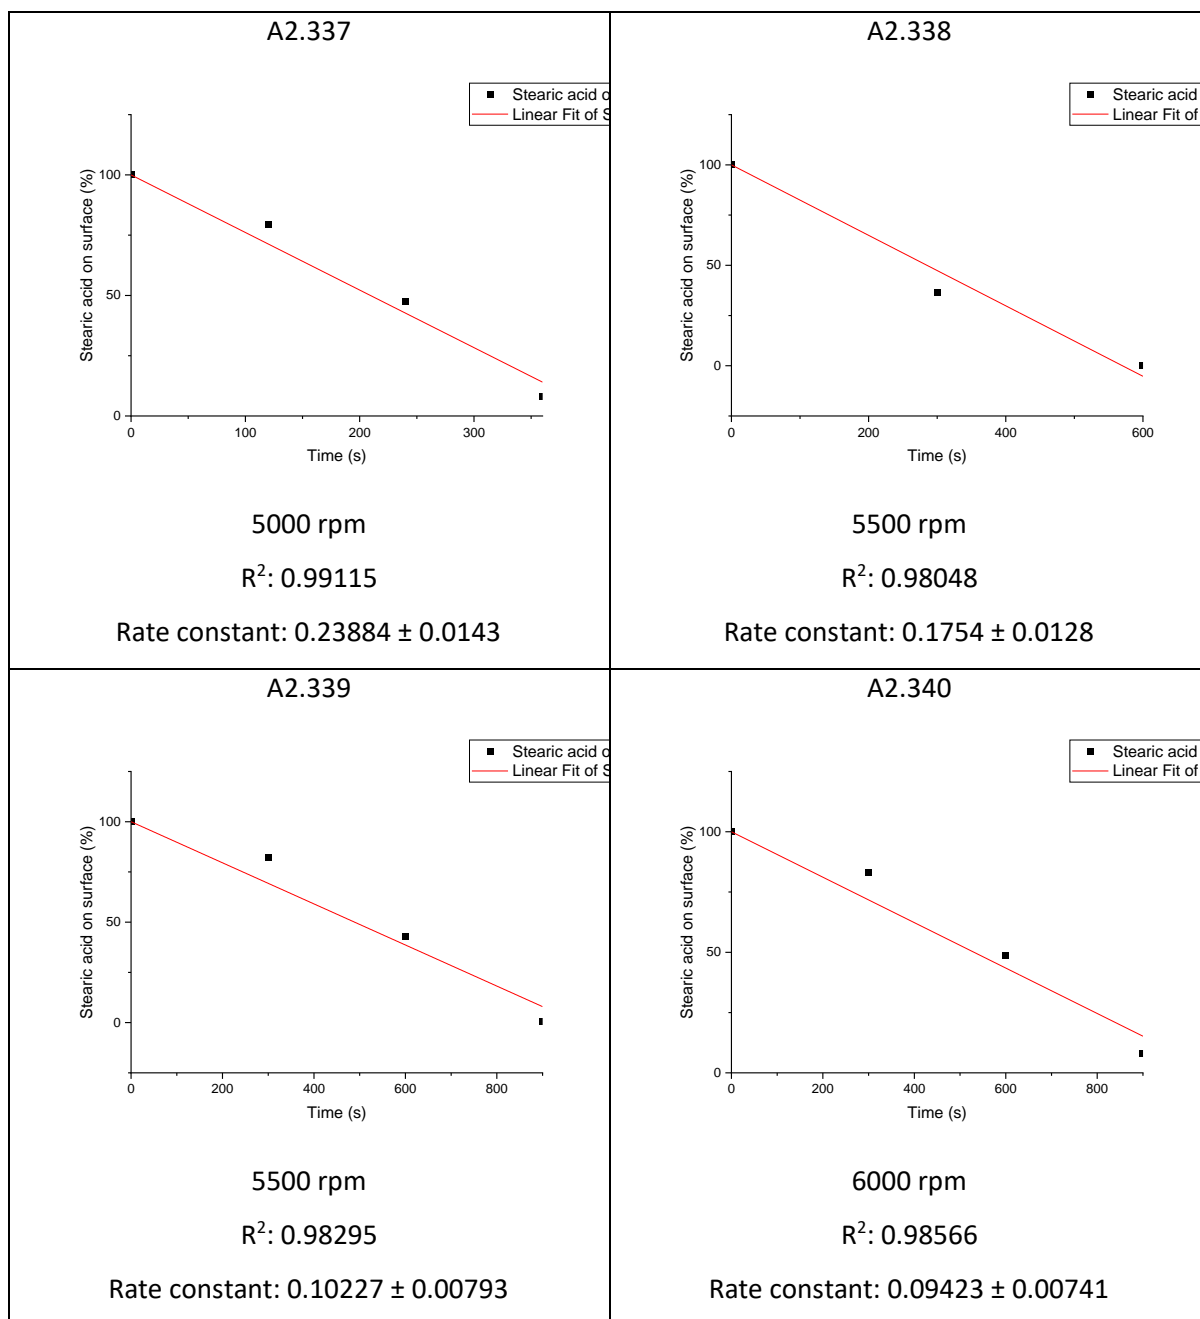 A2.337
Stearic acid o
Linear Fit of S
100
50
0
Stearic acid on surface (%)
0 100 200 300
Time (s)
5000 rpm
R²: 0.99115
Rate constant: 0.23884 ± 0.0143
A2.338
Stearic acid
Linear Fit of
100
50
0
Stearic acid on surface (%)
0 200 400 600
Time (s)
5500 rpm
R²: 0.98048
Rate constant: 0.1754 ± 0.0128
A2.339
Stearic acid o
Linear Fit of S
100
50
0
Stearic acid on surface (%)
0 200 400 600 800
Time (s)
5500 rpm
R²: 0.98295
Rate constant: 0.10227 ± 0.00793
A2.340
Stearic acid
Linear Fit of
100
50
0
Stearic acid on surface (%)
0 200 400 600 800
Time (s)
6000 rpm
R²: 0.98566
Rate constant: 0.09423 ± 0.00741